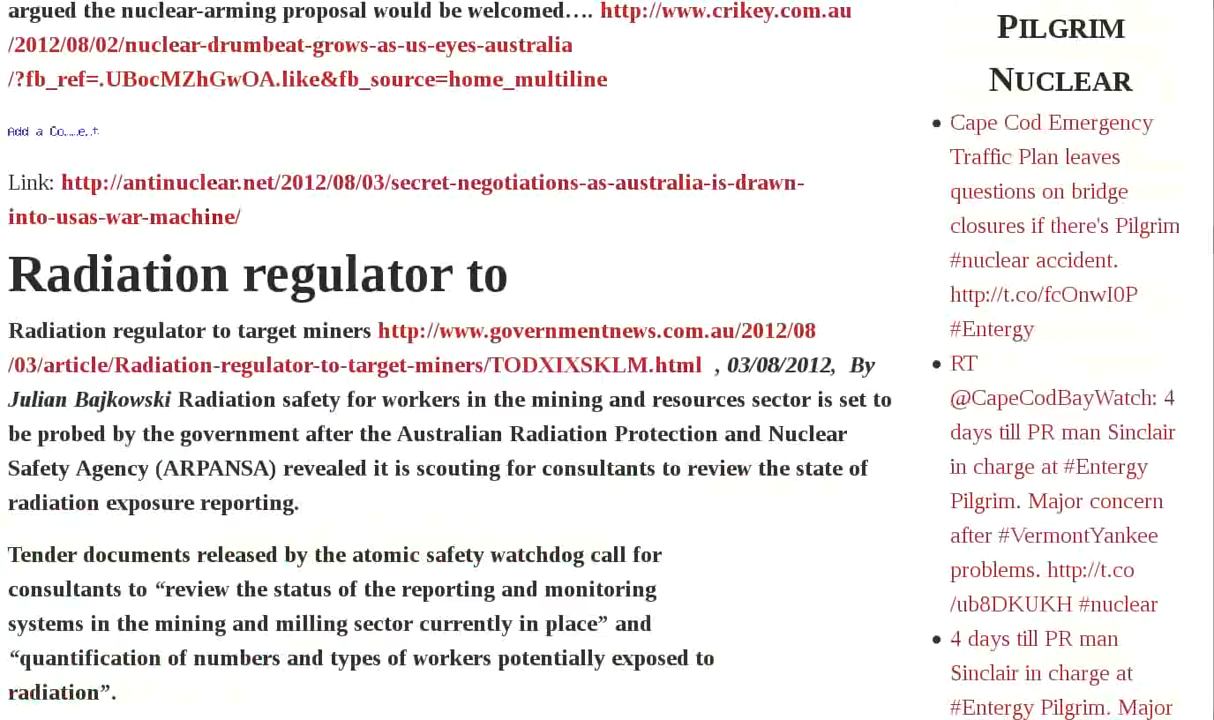 argued the nuclear-arming proposal would be welcomed…. http://www.crikey.com.au
/2012/08/02/nuclear-drumbeat-grows-as-us-eyes-australia
/?fb_ref=.UBocMZhGwOA.like&fb_source=home_multiline
Add a
Link: http://antinuclear.net/2012/08/03/secret-negotiations-as-australia-is-drawn-
into-usas-war-machine/
Radiation regulator to
Radiation regulator to target miners http://www.governmentnews.com.au/2012/08
/03/article/Radiation-regulator-to-target-miners/TODXIXSKLM.html , 03/08/2012, By
Julian Bajkowski Radiation safety for workers in the mining and resources sector is set to
be probed by the government after the Australian Radiation Protection and Nuclear
Safety Agency (ARPANSA) revealed it is scouting for consultants to review the state of
radiation exposure reporting.
Tender documents released by the atomic safety watchdog call for
consultants to “review the status of the reporting and monitoring
systems in the mining and milling sector currently in place” and
“quantification of numbers and types of workers potentially exposed to
radiation”.
Pilgrim
Nuclear
Cape Cod Emergency
Traffic Plan leaves
questions on bridge
closures if there's Pilgrim
#nuclear accident.
http://t.co/fcOnwI0P
#Entergy
RT
@CapeCodBayWatch: 4
days till PR man Sinclair
in charge at #Entergy
Pilgrim. Major concern
after #VermontYankee
problems. http://t.co
/ub8DKUKH #nuclear
4 days till PR man
Sinclair in charge at
#Entergy Pilgrim. Major